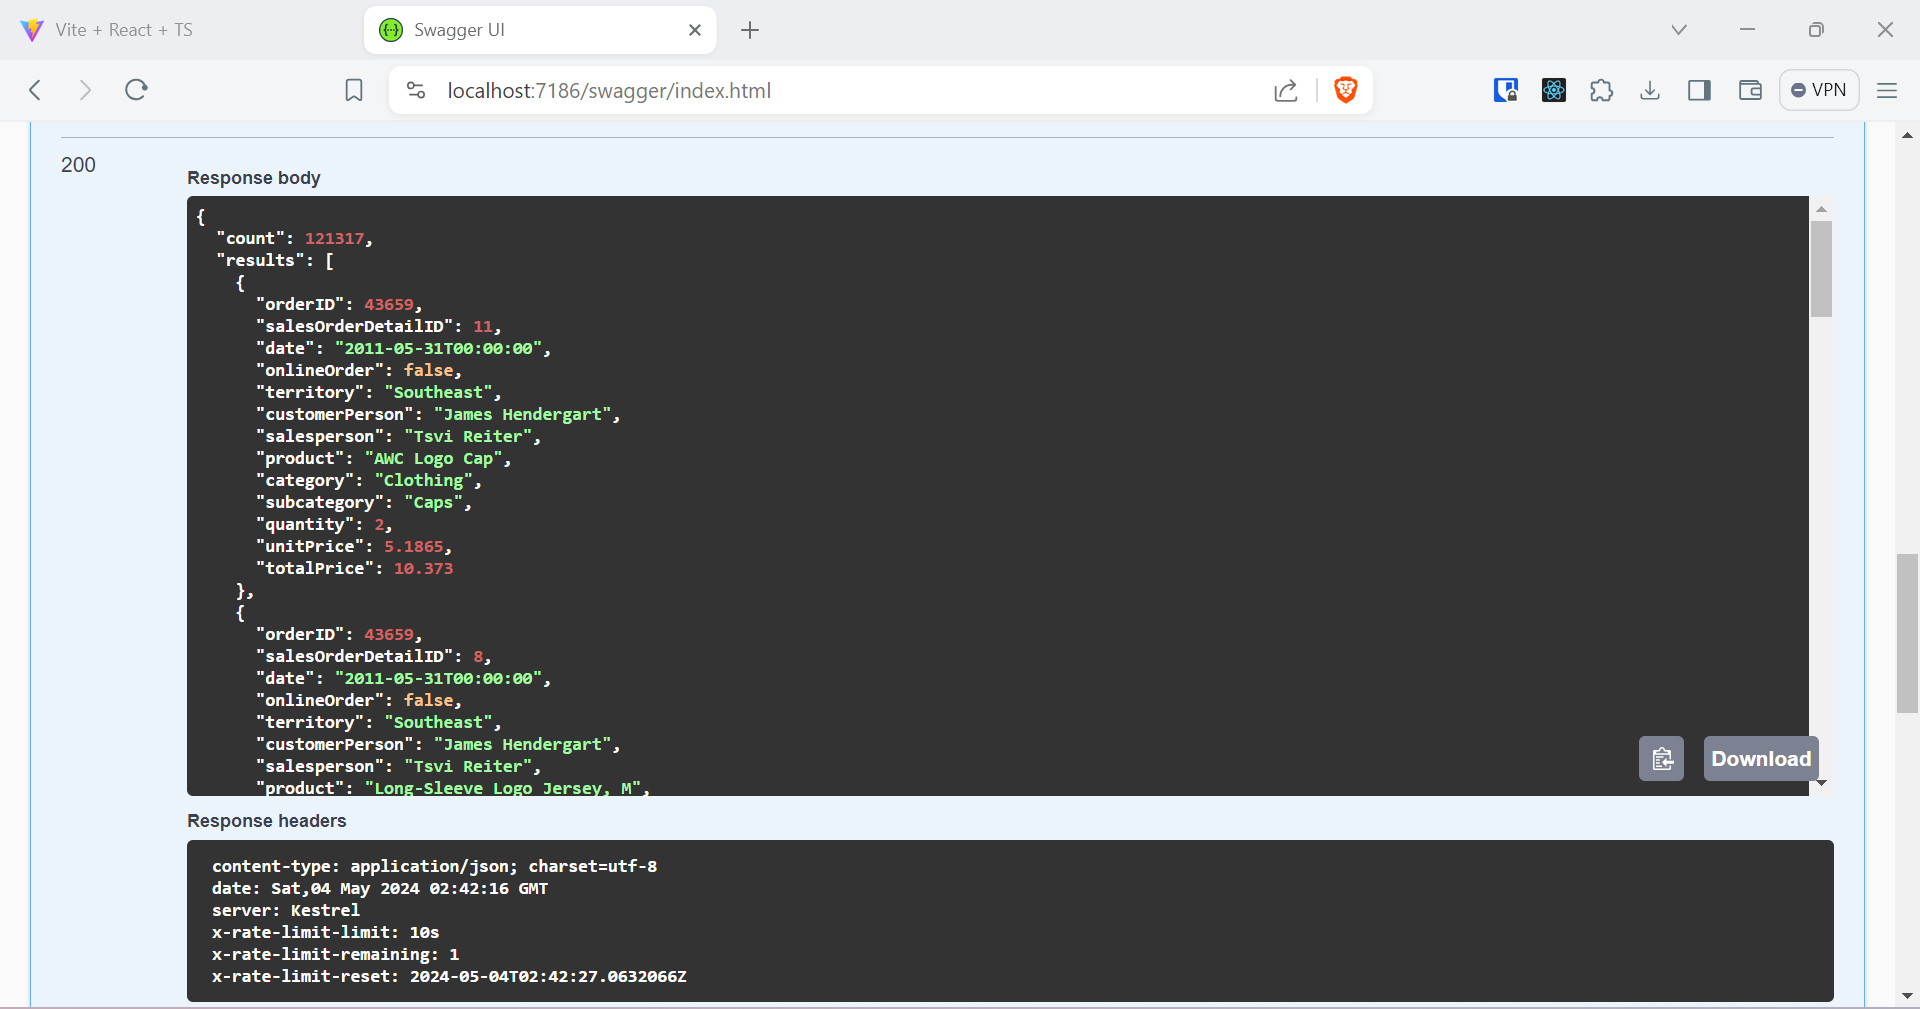 Vite + React + TS
Swagger UI
localhost:7186/swagger/index.html
VPN
200
Response body
{
  "count": 121317,
  "results": [
    {
      "orderID": 43659,
      "salesOrderDetailID": 11,
      "date": "2011-05-31T00:00:00",
      "onlineOrder": false,
      "territory": "Southeast",
      "customerPerson": "James Hendergart",
      "salesperson": "Tsvi Reiter",
      "product": "AWC Logo Cap",
      "category": "Clothing",
      "subcategory": "Caps",
      "quantity": 2,
      "unitPrice": 5.1865,
      "totalPrice": 10.373
    },
    {
      "orderID": 43659,
      "salesOrderDetailID": 8,
      "date": "2011-05-31T00:00:00",
      "onlineOrder": false,
      "territory": "Southeast",
      "customerPerson": "James Hendergart",
      "salesperson": "Tsvi Reiter",
      "product": "Long-Sleeve Logo Jersey, M",
Download
Response headers
content-type: application/json; charset=utf-8
date: Sat,04 May 2024 02:42:16 GMT
server: Kestrel
x-rate-limit-limit: 10s
x-rate-limit-remaining: 1
x-rate-limit-reset: 2024-05-04T02:42:27.0632066Z